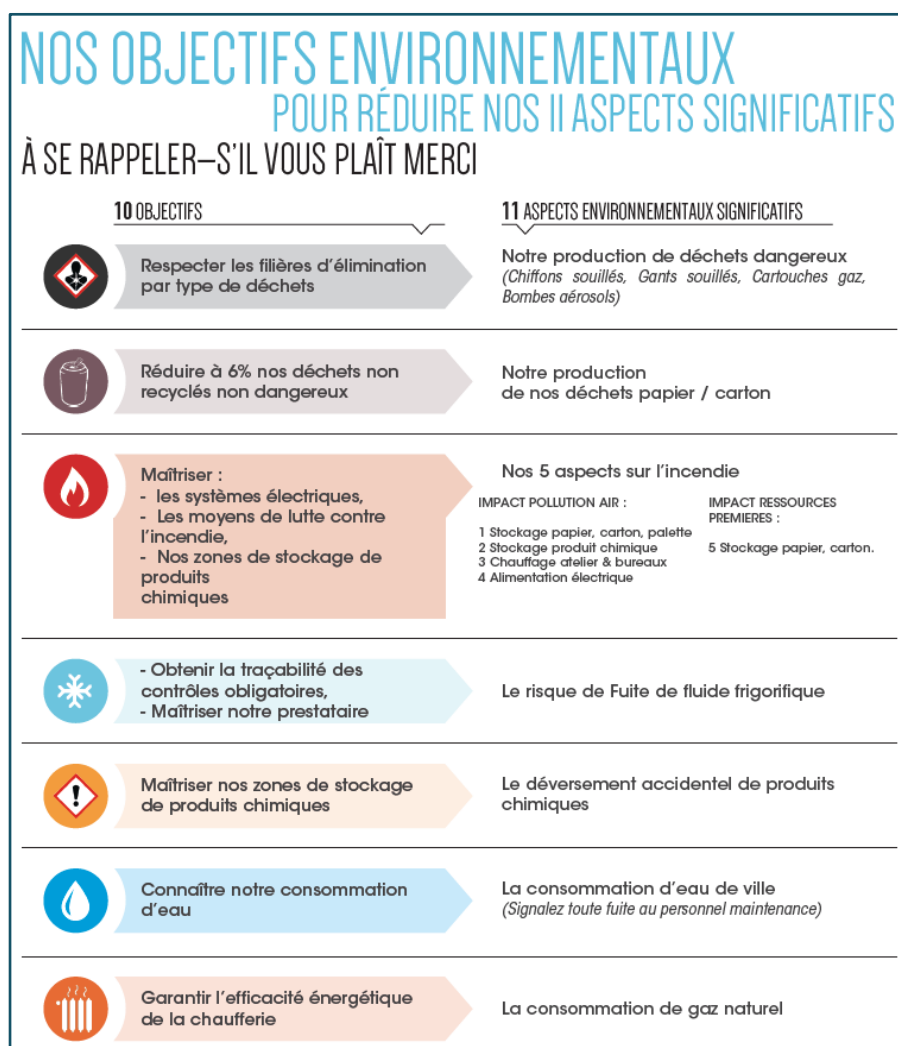 NOS OBJECTIFS ENVIRONNEMENTAUX
POUR RÉDUIRE NOS II ASPECTS SIGNIFICATIFS
À SE RAPPELER–S'IL VOUS PLAÎT MERCI
10 OBJECTIFS
11 ASPECTS ENVIRONNEMENTAUX SIGNIFICATIFS
Respecter les filières d'élimination
par type de déchets
Notre production de déchets dangereux
(Chiffons souillés, Gants souillés, Cartouches gaz,
Bombes aérosols)
Réduire à 6% nos déchets non
recyclés non dangereux
Notre production
de nos déchets papier / carton
Maîtriser :
- les systèmes électriques,
- Les moyens de lutte contre
l'incendie,
- Nos zones de stockage de
produits
chimiques
Nos 5 aspects sur l'incendie
IMPACT POLLUTION AIR :
1 Stockage papier, carton, palette
2 Stockage produit chimique
3 Chauffage atelier & bureaux
4 Alimentation électrique
IMPACT RESSOURCES
PREMIERES :
5 Stockage papier, carton.
- Obtenir la traçabilité des
contrôles obligatoires,
- Maîtriser notre prestataire
Le risque de Fuite de fluide frigorifique
Maîtriser nos zones de stockage
de produits chimiques
Le déversement accidentel de produits
chimiques
Connaître notre consommation
d'eau
La consommation d'eau de ville
(Signalez toute fuite au personnel maintenance)
Garantir l'efficacité énergétique
de la chaufferie
La consommation de gaz naturel